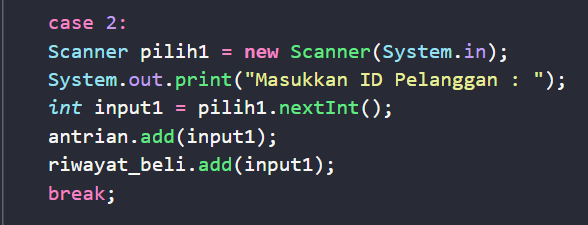 case 2:
Scanner pilih1 = new Scanner(System.in);
System.out.print("Masukkan ID Pelanggan : ");
int input1 = pilih1.nextInt();
antrian.add(input1);
riwayat_beli.add(input1);
break;